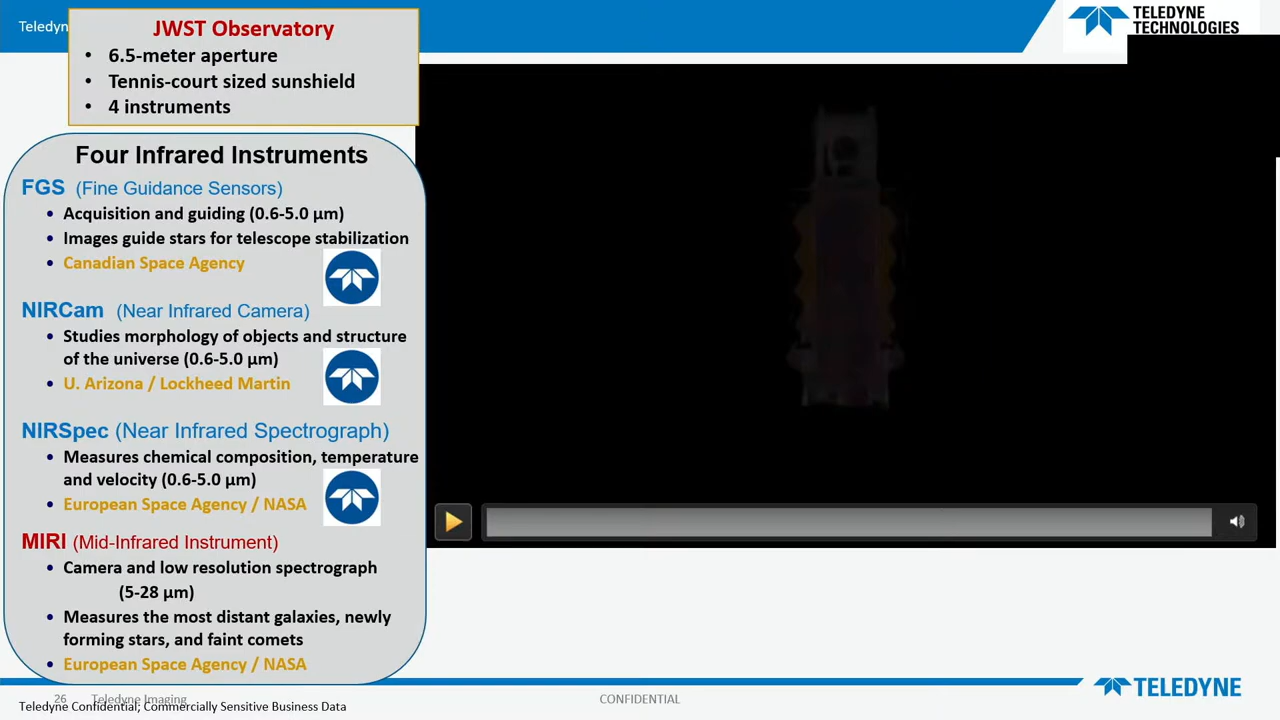 Teledyn
JWST Observatory
• 6.5-meter aperture
• Tennis-court sized sunshield
• 4 instruments
TELEDYNE
TECHNOLOGIES
Four Infrared Instruments
FGS (Fine Guidance Sensors)
• Acquisition and guiding (0.6-5.0 µm)
• Images guide stars for telescope stabilization
• Canadian Space Agency
NIRCam (Near Infrared Camera)
• Studies morphology of objects and structure
of the universe (0.6-5.0 µm)
• U. Arizona / Lockheed Martin
NIRSpec (Near Infrared Spectrograph)
• Measures chemical composition, temperature
and velocity (0.6-5.0 µm)
• European Space Agency / NASA
MIRI (Mid-Infrared Instrument)
• Camera and low resolution spectrograph
(5-28 µm)
• Measures the most distant galaxies, newly
forming stars, and faint comets
• European Space Agency / NASA
26 Teledyne Imaging
CONFIDENTIAL
TELEDYNE
Teledyne Confidential; Commercially Sensitive Business Data